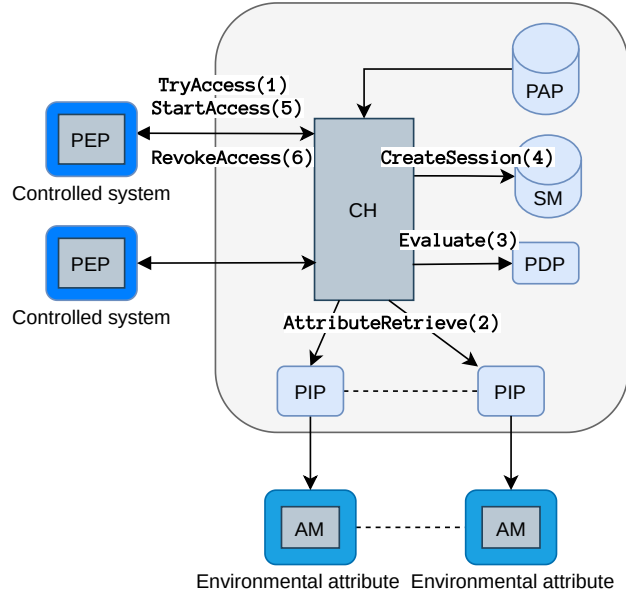 PAP
TryAccess(1)
StartAccess(5)
PEP
RevokeAccess(6)
CreateSession(4)
Controlled system
SM
CH
Evaluate(3)
PEP
PDP
Controlled system
AttributeRetrieve(2)
PIP
PIP
AM
AM
Environmental attribute
Environmental attribute